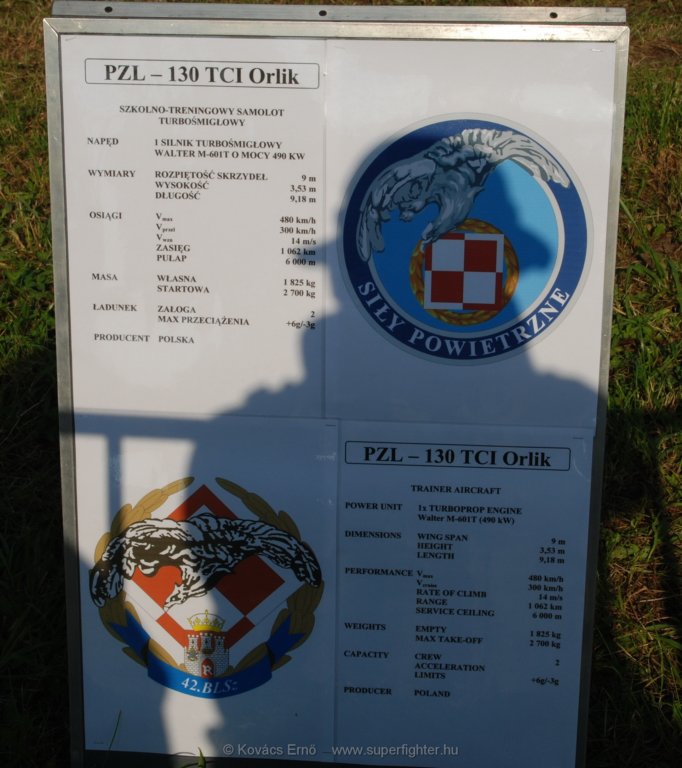 PZL – 130 TCI Orlik
SZKOLNO-TRENINGOWY SAMOLOT
TURBOŚMIGŁOWY
NAPĘD 1 SILNIK TURBOŚMIGŁOWY
WALTER M-601T O MOCY 490 KW
WYMIARY ROZPIĘTOŚĆ SKRZYDEŁ 9 m
WYSOKOŚĆ 3,53 m
DŁUGOŚĆ 9,18 m
OSIĄGI Vmax 480 km/h
Vprzel 300 km/h
Vwzn 14 m/s
ZASIĘG 1 062 km
PUŁAP 6 000 m
MASA WŁASNA 1 825 kg
STARTOWA 2 700 kg
ŁADUNEK ZAŁOGA 2
MAX PRZECIĄŻENIA +6g/-3g
PRODUCENT POLSKA
SIŁY POWIETRZNE
R
42.BLSz
PZL – 130 TCI Orlik
TRAINER AIRCRAFT
POWER UNIT 1x TURBOPROP ENGINE
Walter M-601T (490 kW)
DIMENSIONS WING SPAN 9 m
HEIGHT 3,53 m
LENGTH 9,18 m
PERFORMANCE Vmax 480 km/h
Vcruise 300 km/h
RATE OF CLIMB 14 m/s
RANGE 1 062 km
SERVICE CEILING 6 000 m
WEIGHTS EMPTY 1 825 kg
MAX TAKE-OFF 2 700 kg
CAPACITY CREW 2
ACCELERATION
LIMITS +6g/-3g
PRODUCER POLAND
© Kovács Ernő – www.superfighter.hu